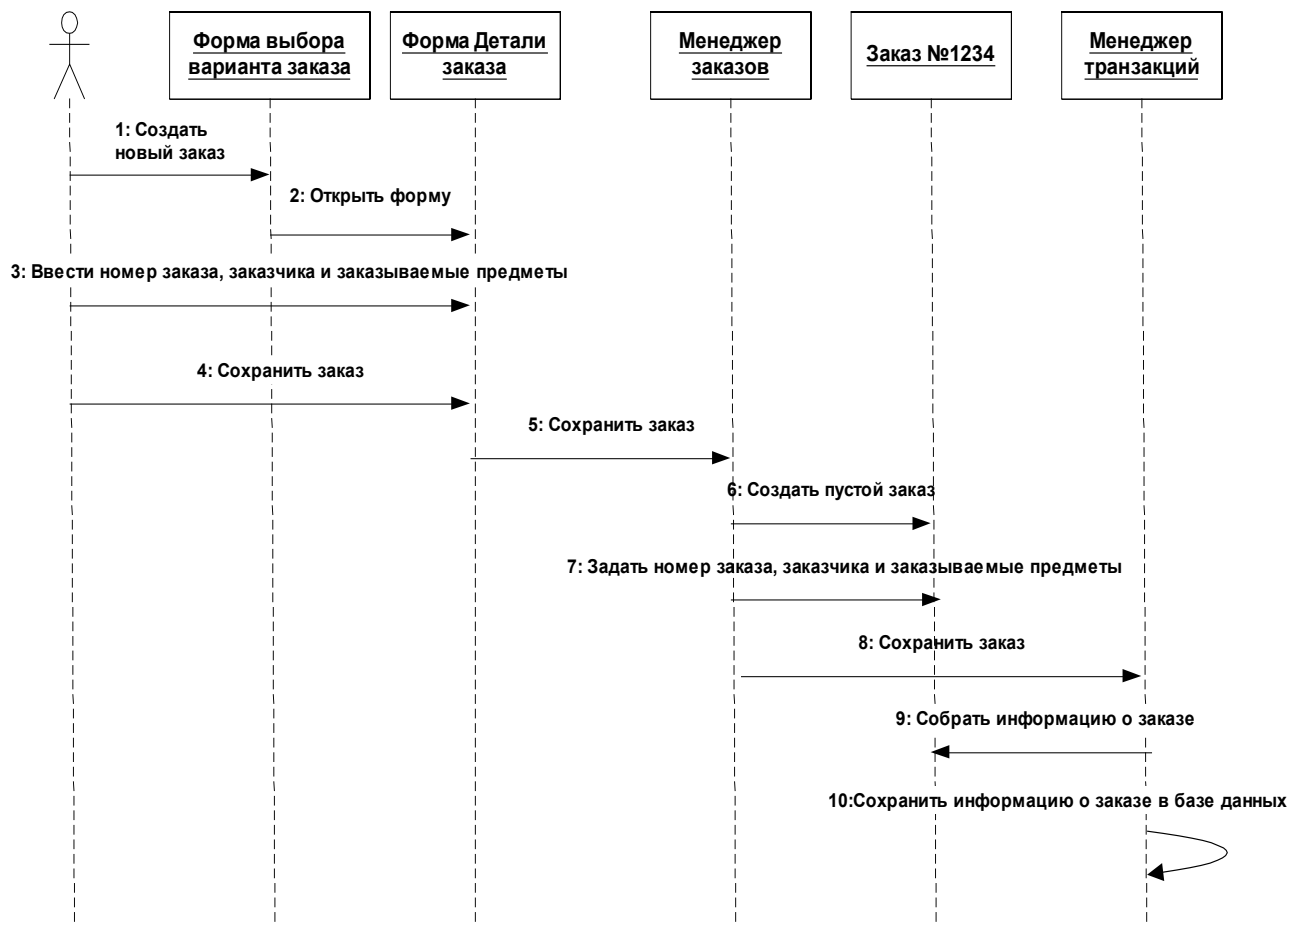 Форма выбора
варианта заказа
Форма Детали
заказа
Менеджер
заказов
Заказ №1234
Менеджер
транзакций
1: Создать
новый заказ
2: Открыть форму
3: Ввести номер заказа, заказчика и заказываемые предметы
4: Сохранить заказ
5: Сохранить заказ
6: Создать пустой заказ
7: Задать номер заказа, заказчика и заказываемые предметы
8: Сохранить заказ
9: Собрать информацию о заказе
10:Сохранить информацию о заказе в базе данных